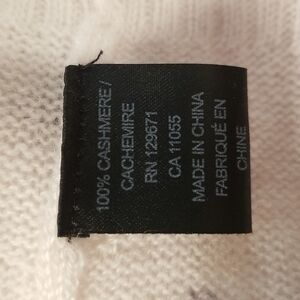 100% CASHMERE /
CACHEMIRE
RN 129671
CA 11055
MADE IN CHINA
FABRIQUÉ EN
CHINE